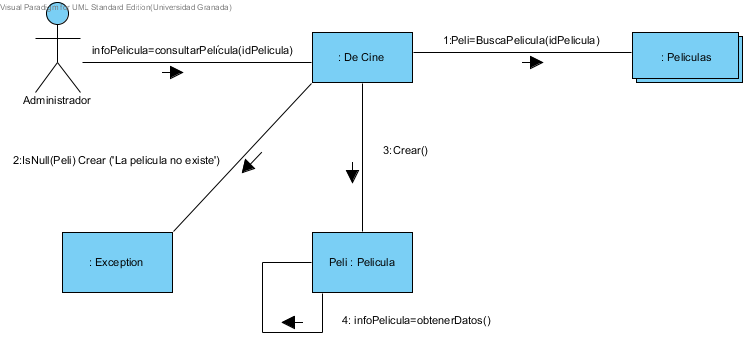 Visual Paradigm for UML Standard Edition(Universidad Granada)
infoPelicula=consultarPelícula(idPelicula)
1:Peli=BuscaPelicula(idPelicula)
: De Cine
: Peliculas
Administrador
3:Crear()
2:IsNull(Peli) Crear ('La pelicula no existe')
: Exception
Peli : Pelicula
4: infoPelicula=obtenerDatos()